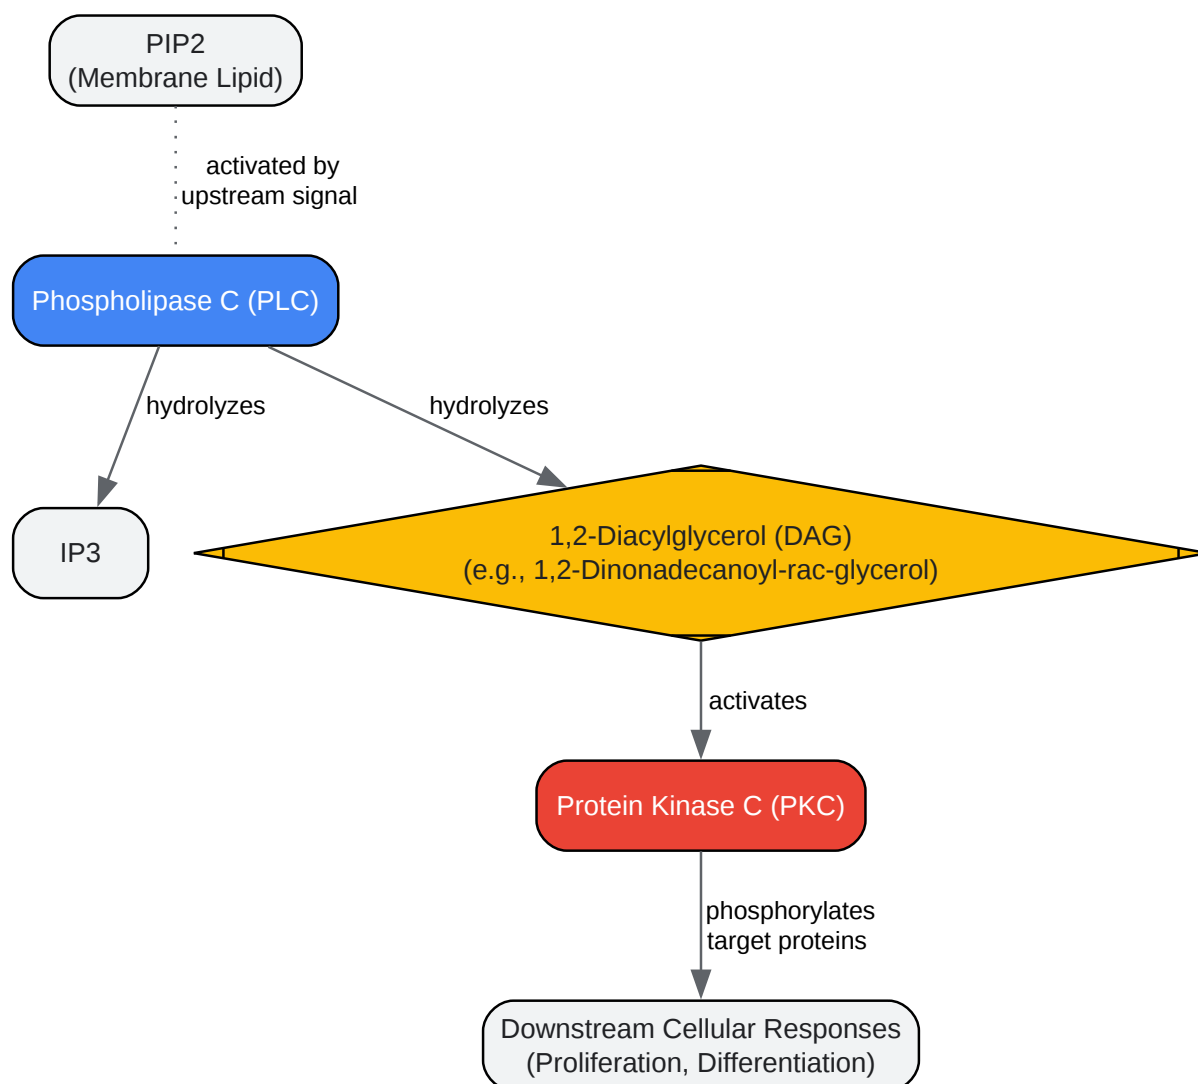 PIP2
(Membrane Lipid)
activated by
upstream signal
Phospholipase C (PLC)
hydrolyzes
hydrolyzes
IP3
1,2-Diacylglycerol (DAG)
(e.g., 1,2-Dinonadecanoyl-rac-glycerol)
activates
Protein Kinase C (PKC)
phosphorylates
target proteins
Downstream Cellular Responses
(Proliferation, Differentiation)